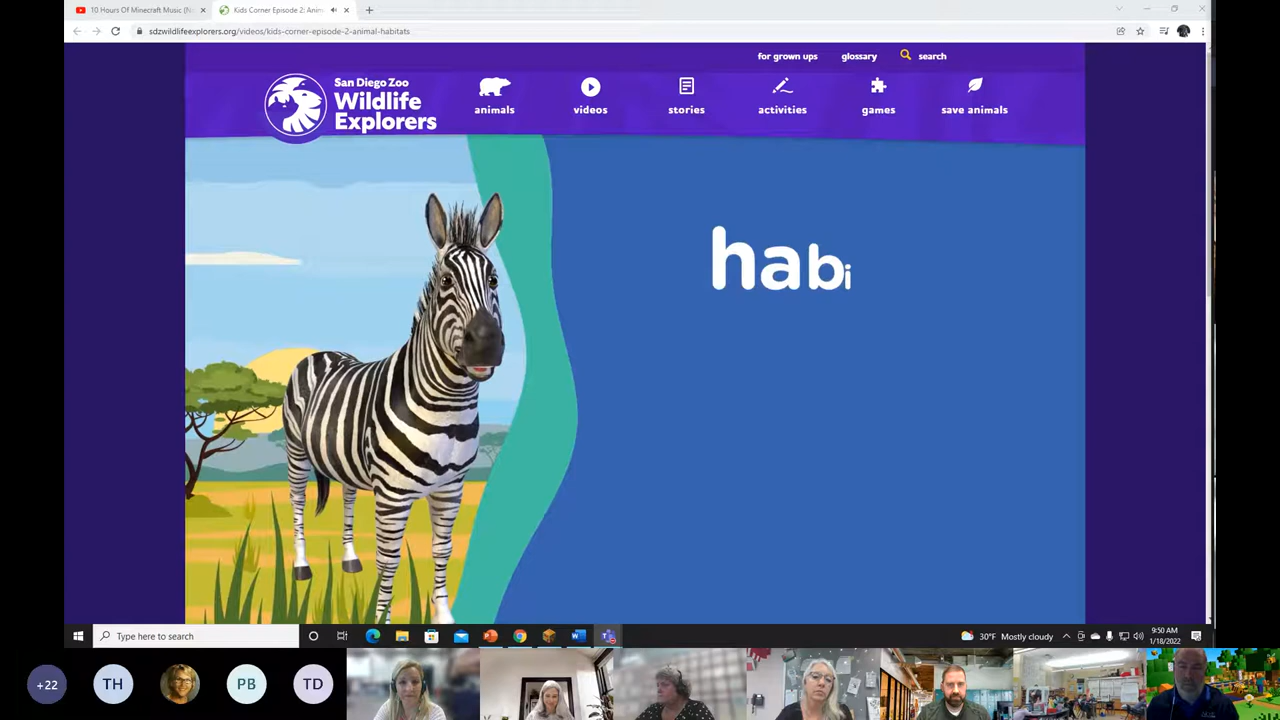 10 Hours Of Minecraft Music (N
Kids Corner Episode 2: Anim
sdzwildlifeexplorers.org/videos/kids-corner-episode-2-animal-habitats
for grown ups
glossary
search
San Diego Zoo
Wildlife
Explorers
animals
videos
stories
activities
games
save animals
habi
Type here to search
30°F Mostly cloudy
9:50 AM
1/18/2022
+22
TH
PB
TD